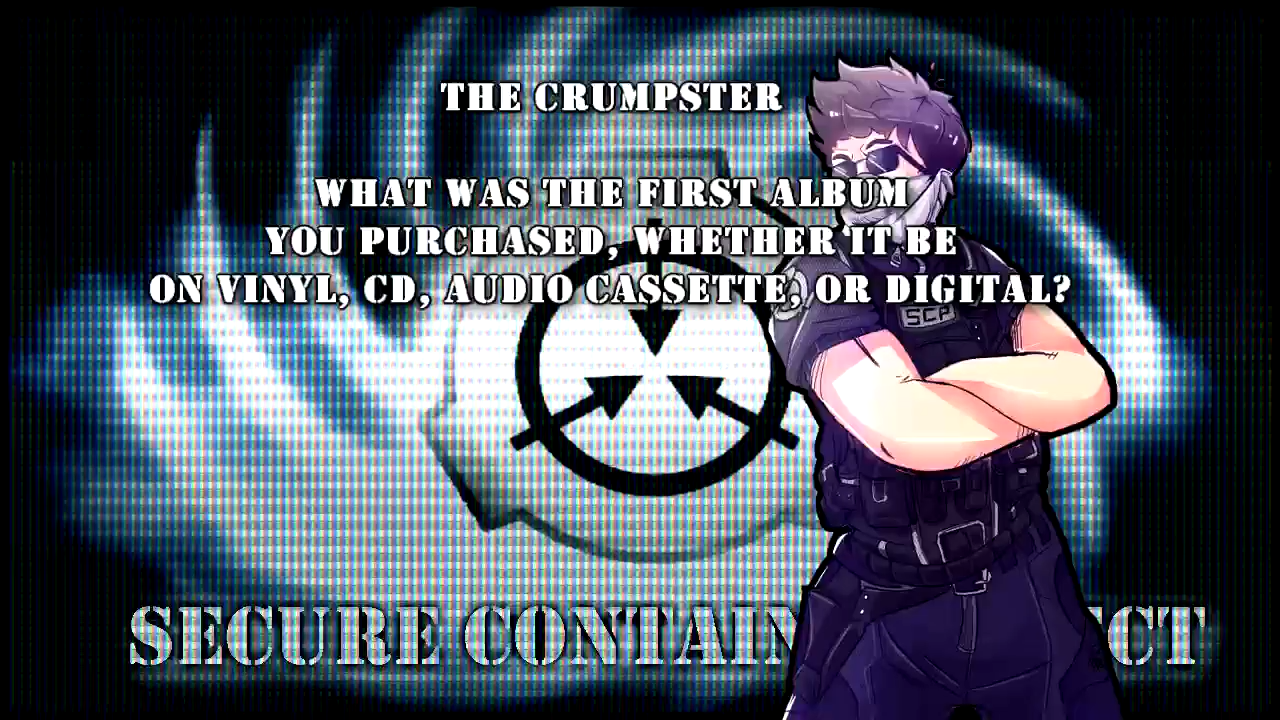 THE CRUMPSTER
WHAT WAS THE FIRST ALBUM
YOU PURCHASED, WHETHER IT BE
ON VINYL, CD, AUDIO CASSETTE, OR DIGITAL?
SCP
SECURE CONTAIN